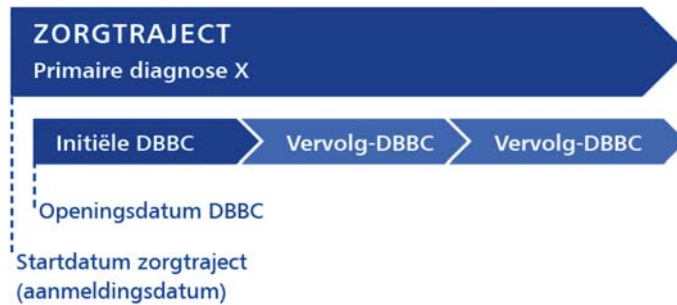 ZORGTRAJECT
Primaire diagnose X
Initiële DBBC
Vervolg-DBBC
Vervolg-DBBC
Openingsdatum DBBC
Startdatum zorgtraject
(aanmeldingsdatum)